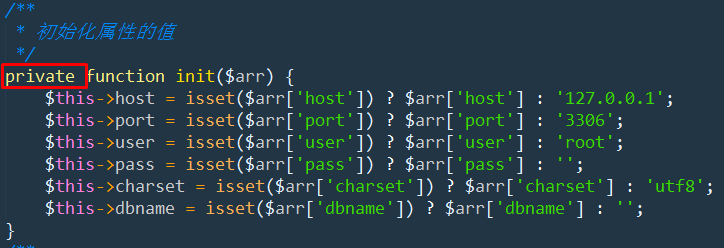 /**
 * 初始化属性的值
 */
private function init($arr) {
    $this->host = isset($arr['host']) ? $arr['host'] : '127.0.0.1';
    $this->port = isset($arr['port']) ? $arr['port'] : '3306';
    $this->user = isset($arr['user']) ? $arr['user'] : 'root';
    $this->pass = isset($arr['pass']) ? $arr['pass'] : '';
    $this->charset = isset($arr['charset']) ? $arr['charset'] : 'utf8';
    $this->dbname = isset($arr['dbname']) ? $arr['dbname'] : '';
}
/**